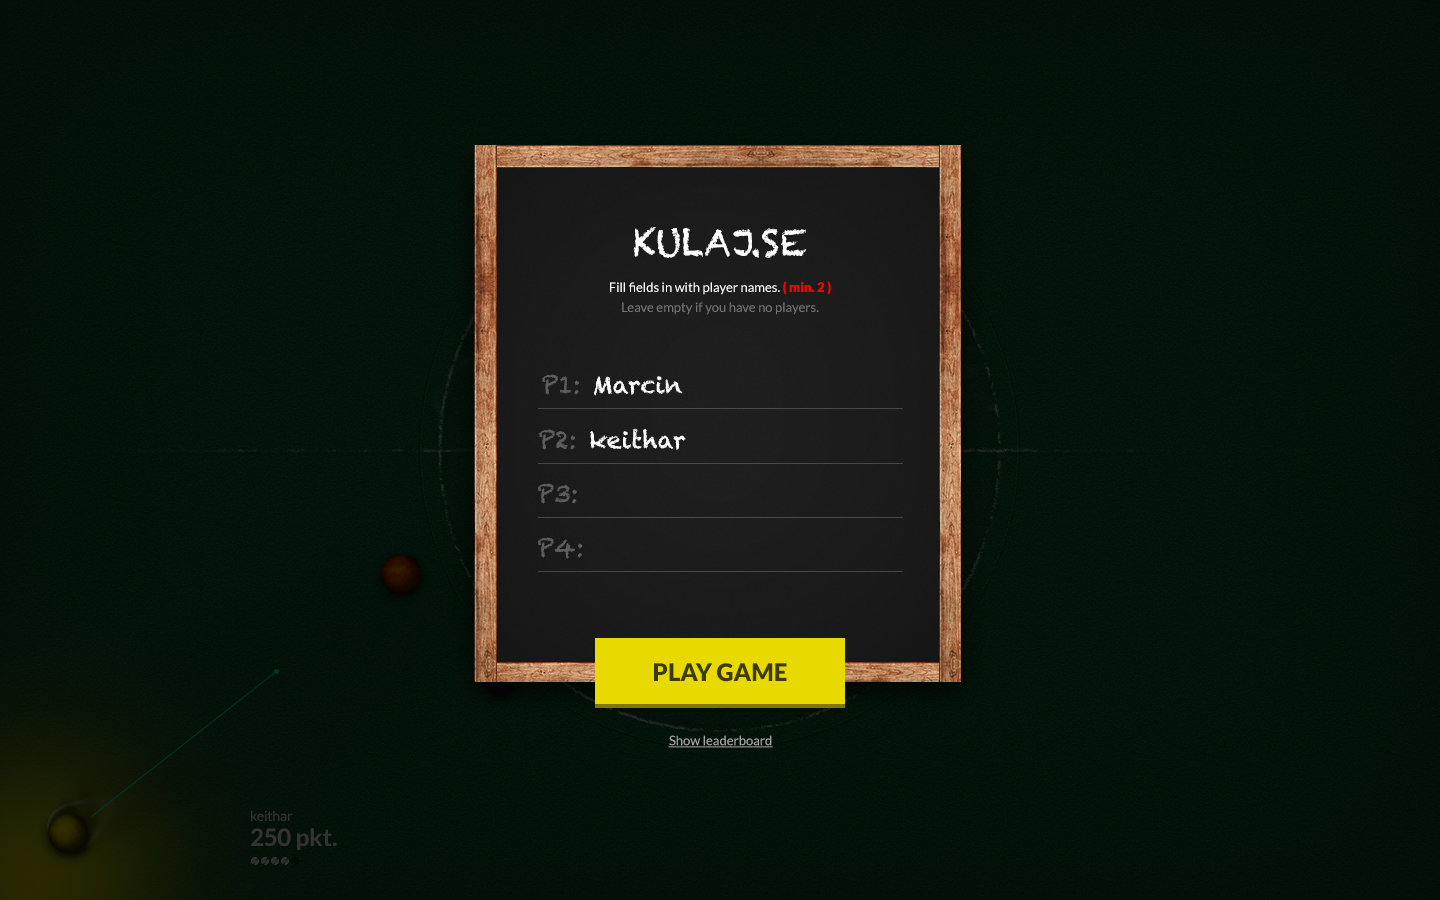 KULAJ.SE
Fill fields in with player names. ( min. 2 )
Leave empty if you have no players.
P1: Marcin
P2: keithar
P3:
P4:
PLAY GAME
Show leaderboard
keithar
250 pkt.